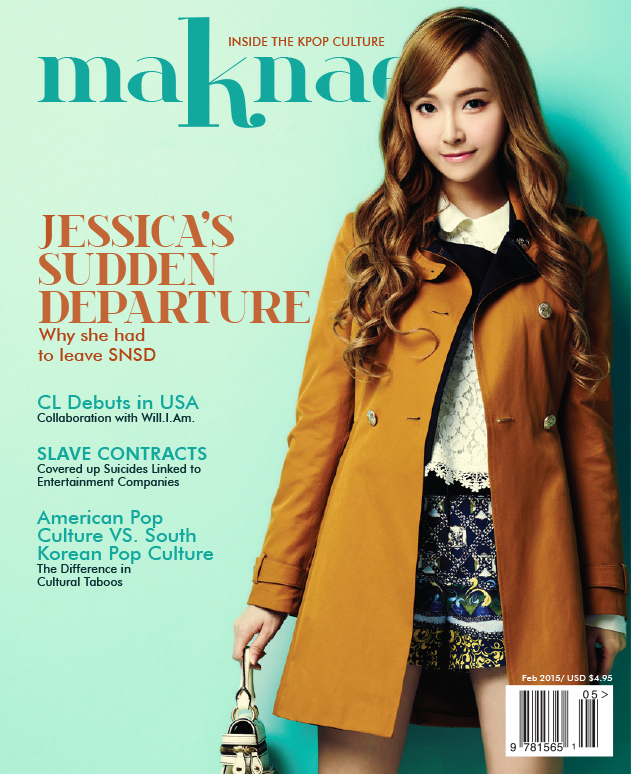 INSIDE THE KPOP CULTURE
maknae
JESSICA'S
SUDDEN
DEPARTURE
Why she had
to leave SNSD
CL Debuts in USA
Collaboration with Will.I.Am.
SLAVE CONTRACTS
Covered up Suicides Linked to
Entertainment Companies
American Pop
Culture VS. South
Korean Pop Culture
The Difference in
Cultural Taboos
Feb 2015/ USD $4.95
05>
9 781565 1